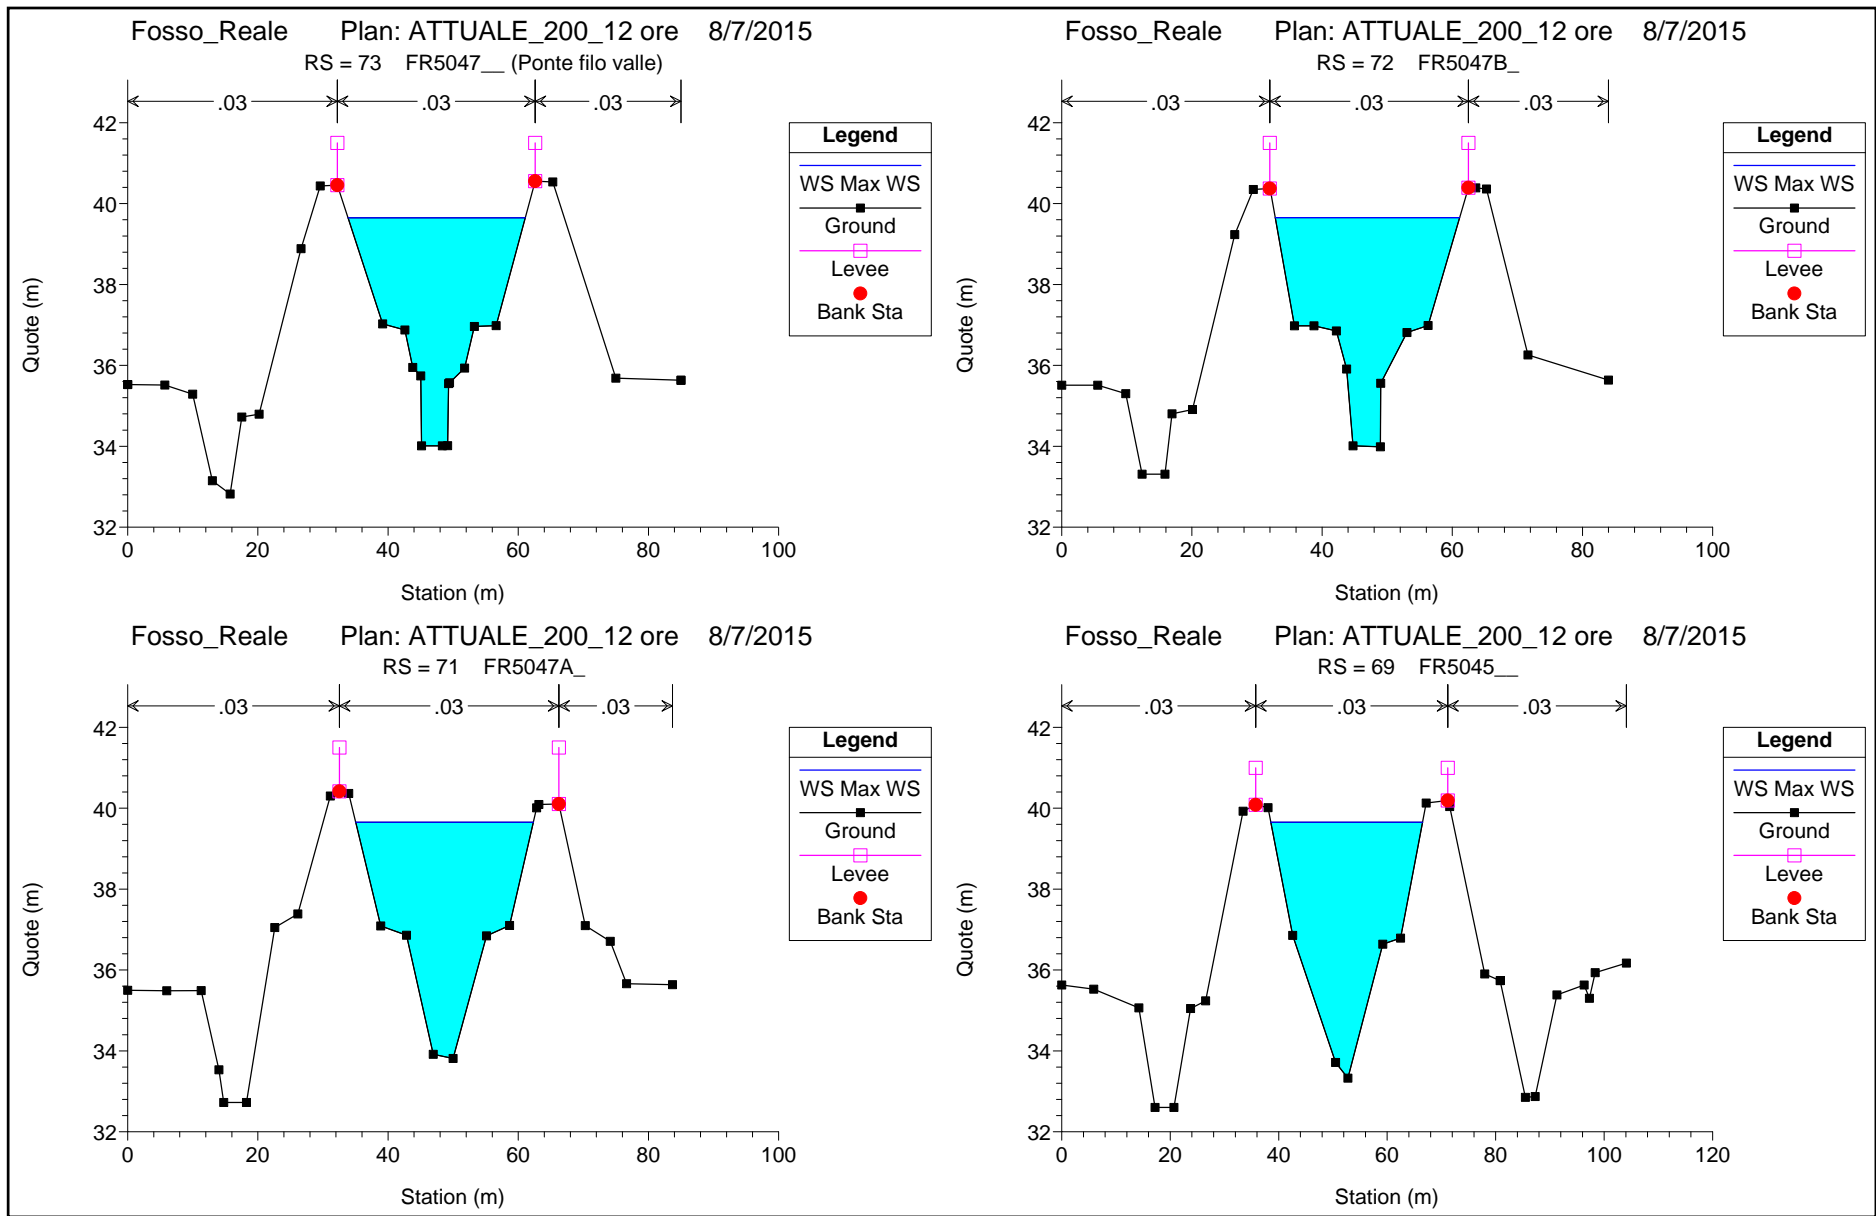 Fosso_Reale Plan: ATTUALE_200_12 ore 8/7/2015
RS = 73 FR5047__ (Ponte filo valle)
.03 .03 .03
42
40
38
36
34
32
0 20 40 60 80 100
Quote (m)
Station (m)
Legend
WS Max WS
Ground
Levee
Bank Sta
Fosso_Reale Plan: ATTUALE_200_12 ore 8/7/2015
RS = 72 FR5047B_
.03 .03 .03
42
40
38
36
34
32
0 20 40 60 80 100
Quote (m)
Station (m)
Legend
WS Max WS
Ground
Levee
Bank Sta
Fosso_Reale Plan: ATTUALE_200_12 ore 8/7/2015
RS = 71 FR5047A_
.03 .03 .03
42
40
38
36
34
32
0 20 40 60 80 100
Quote (m)
Station (m)
Legend
WS Max WS
Ground
Levee
Bank Sta
Fosso_Reale Plan: ATTUALE_200_12 ore 8/7/2015
RS = 69 FR5045__
.03 .03 .03
42
40
38
36
34
32
0 20 40 60 80 100 120
Quote (m)
Station (m)
Legend
WS Max WS
Ground
Levee
Bank Sta